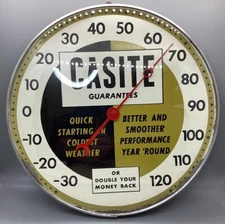 CASITE
GUARANTEES
QUICK
STARTING IN
COLDEST
WEATHER
BETTER AND
SMOOTHER
PERFORMANCE
YEAR 'ROUND
OR
DOUBLE YOUR
MONEY BACK
-30
-20
-10
0
10
20
30
40
50
60
70
80
90
100
110
120